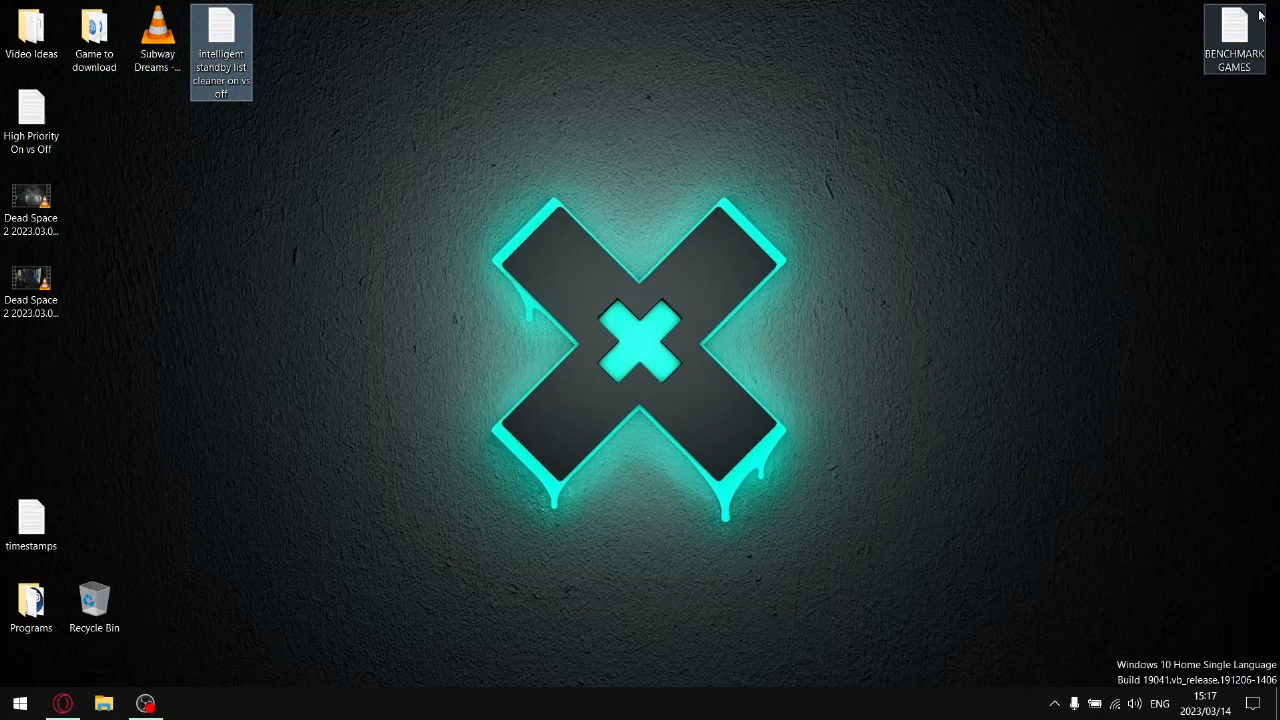 Video Ideas
Game to
download
Subway
Dreams -...
intelligent
standby list
cleaner on vs
off
BENCHMARK
GAMES
High Priority
On vs Off
Dead Space
2 2023.03.0...
Dead Space
2 2023.03.0...
timestamps
Programs
Recycle Bin
Windows 10 Home Single Language
Build 19041.vb_release.191206-1406
ENG
15:17
2023/03/14